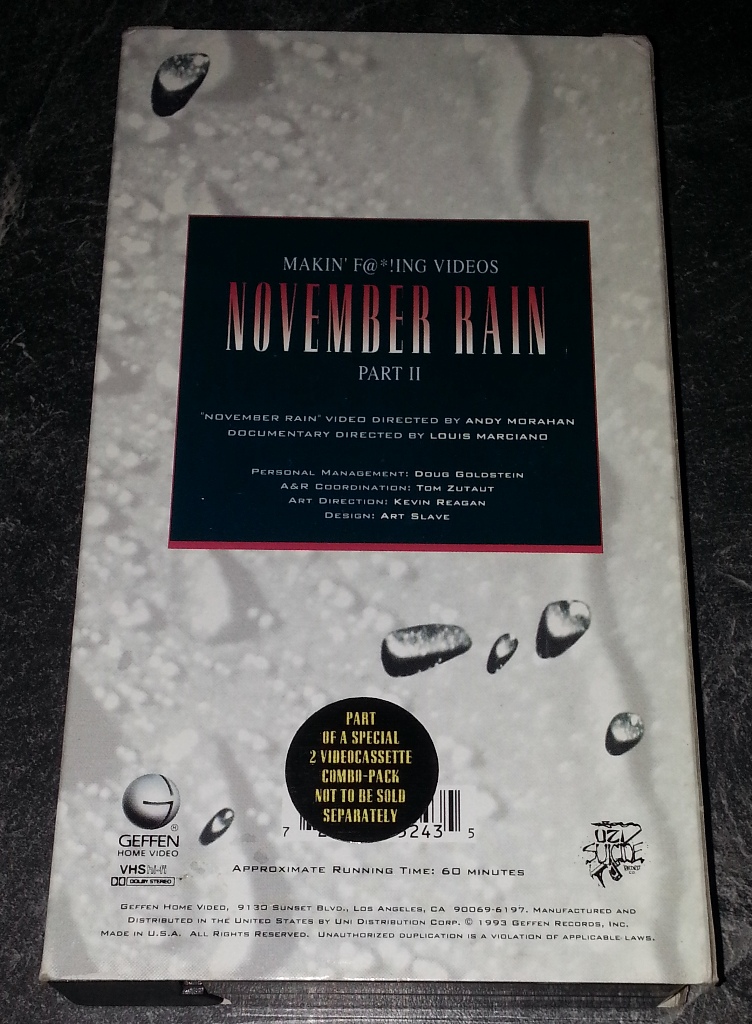 MAKIN' F@*!ING VIDEOS
NOVEMBER RAIN
PART II
"NOVEMBER RAIN" VIDEO DIRECTED BY ANDY MORAHAN
DOCUMENTARY DIRECTED BY LOUIS MARCIANO
PERSONAL MANAGEMENT: DOUG GOLDSTEIN
A&R COORDINATION: TOM ZUTAUT
ART DIRECTION: KEVIN REAGAN
DESIGN: ART SLAVE
PART
OF A SPECIAL
2 VIDEOCASSETTE
COMBO-PACK
NOT TO BE SOLD
SEPARATELY
7 243 5
GEFFEN ®
HOME VIDEO
VHS hi-fi
DOLBY STEREO
UZI
SUICIDE
APPROXIMATE RUNNING TIME: 60 MINUTES
GEFFEN HOME VIDEO, 9130 SUNSET BLVD., LOS ANGELES, CA 90069-6197. MANUFACTURED AND
DISTRIBUTED IN THE UNITED STATES BY UNI DISTRIBUTION CORP. © 1993 GEFFEN RECORDS, INC.
MADE IN U.S.A. ALL RIGHTS RESERVED. UNAUTHORIZED DUPLICATION IS A VIOLATION OF APPLICABLE LAWS.